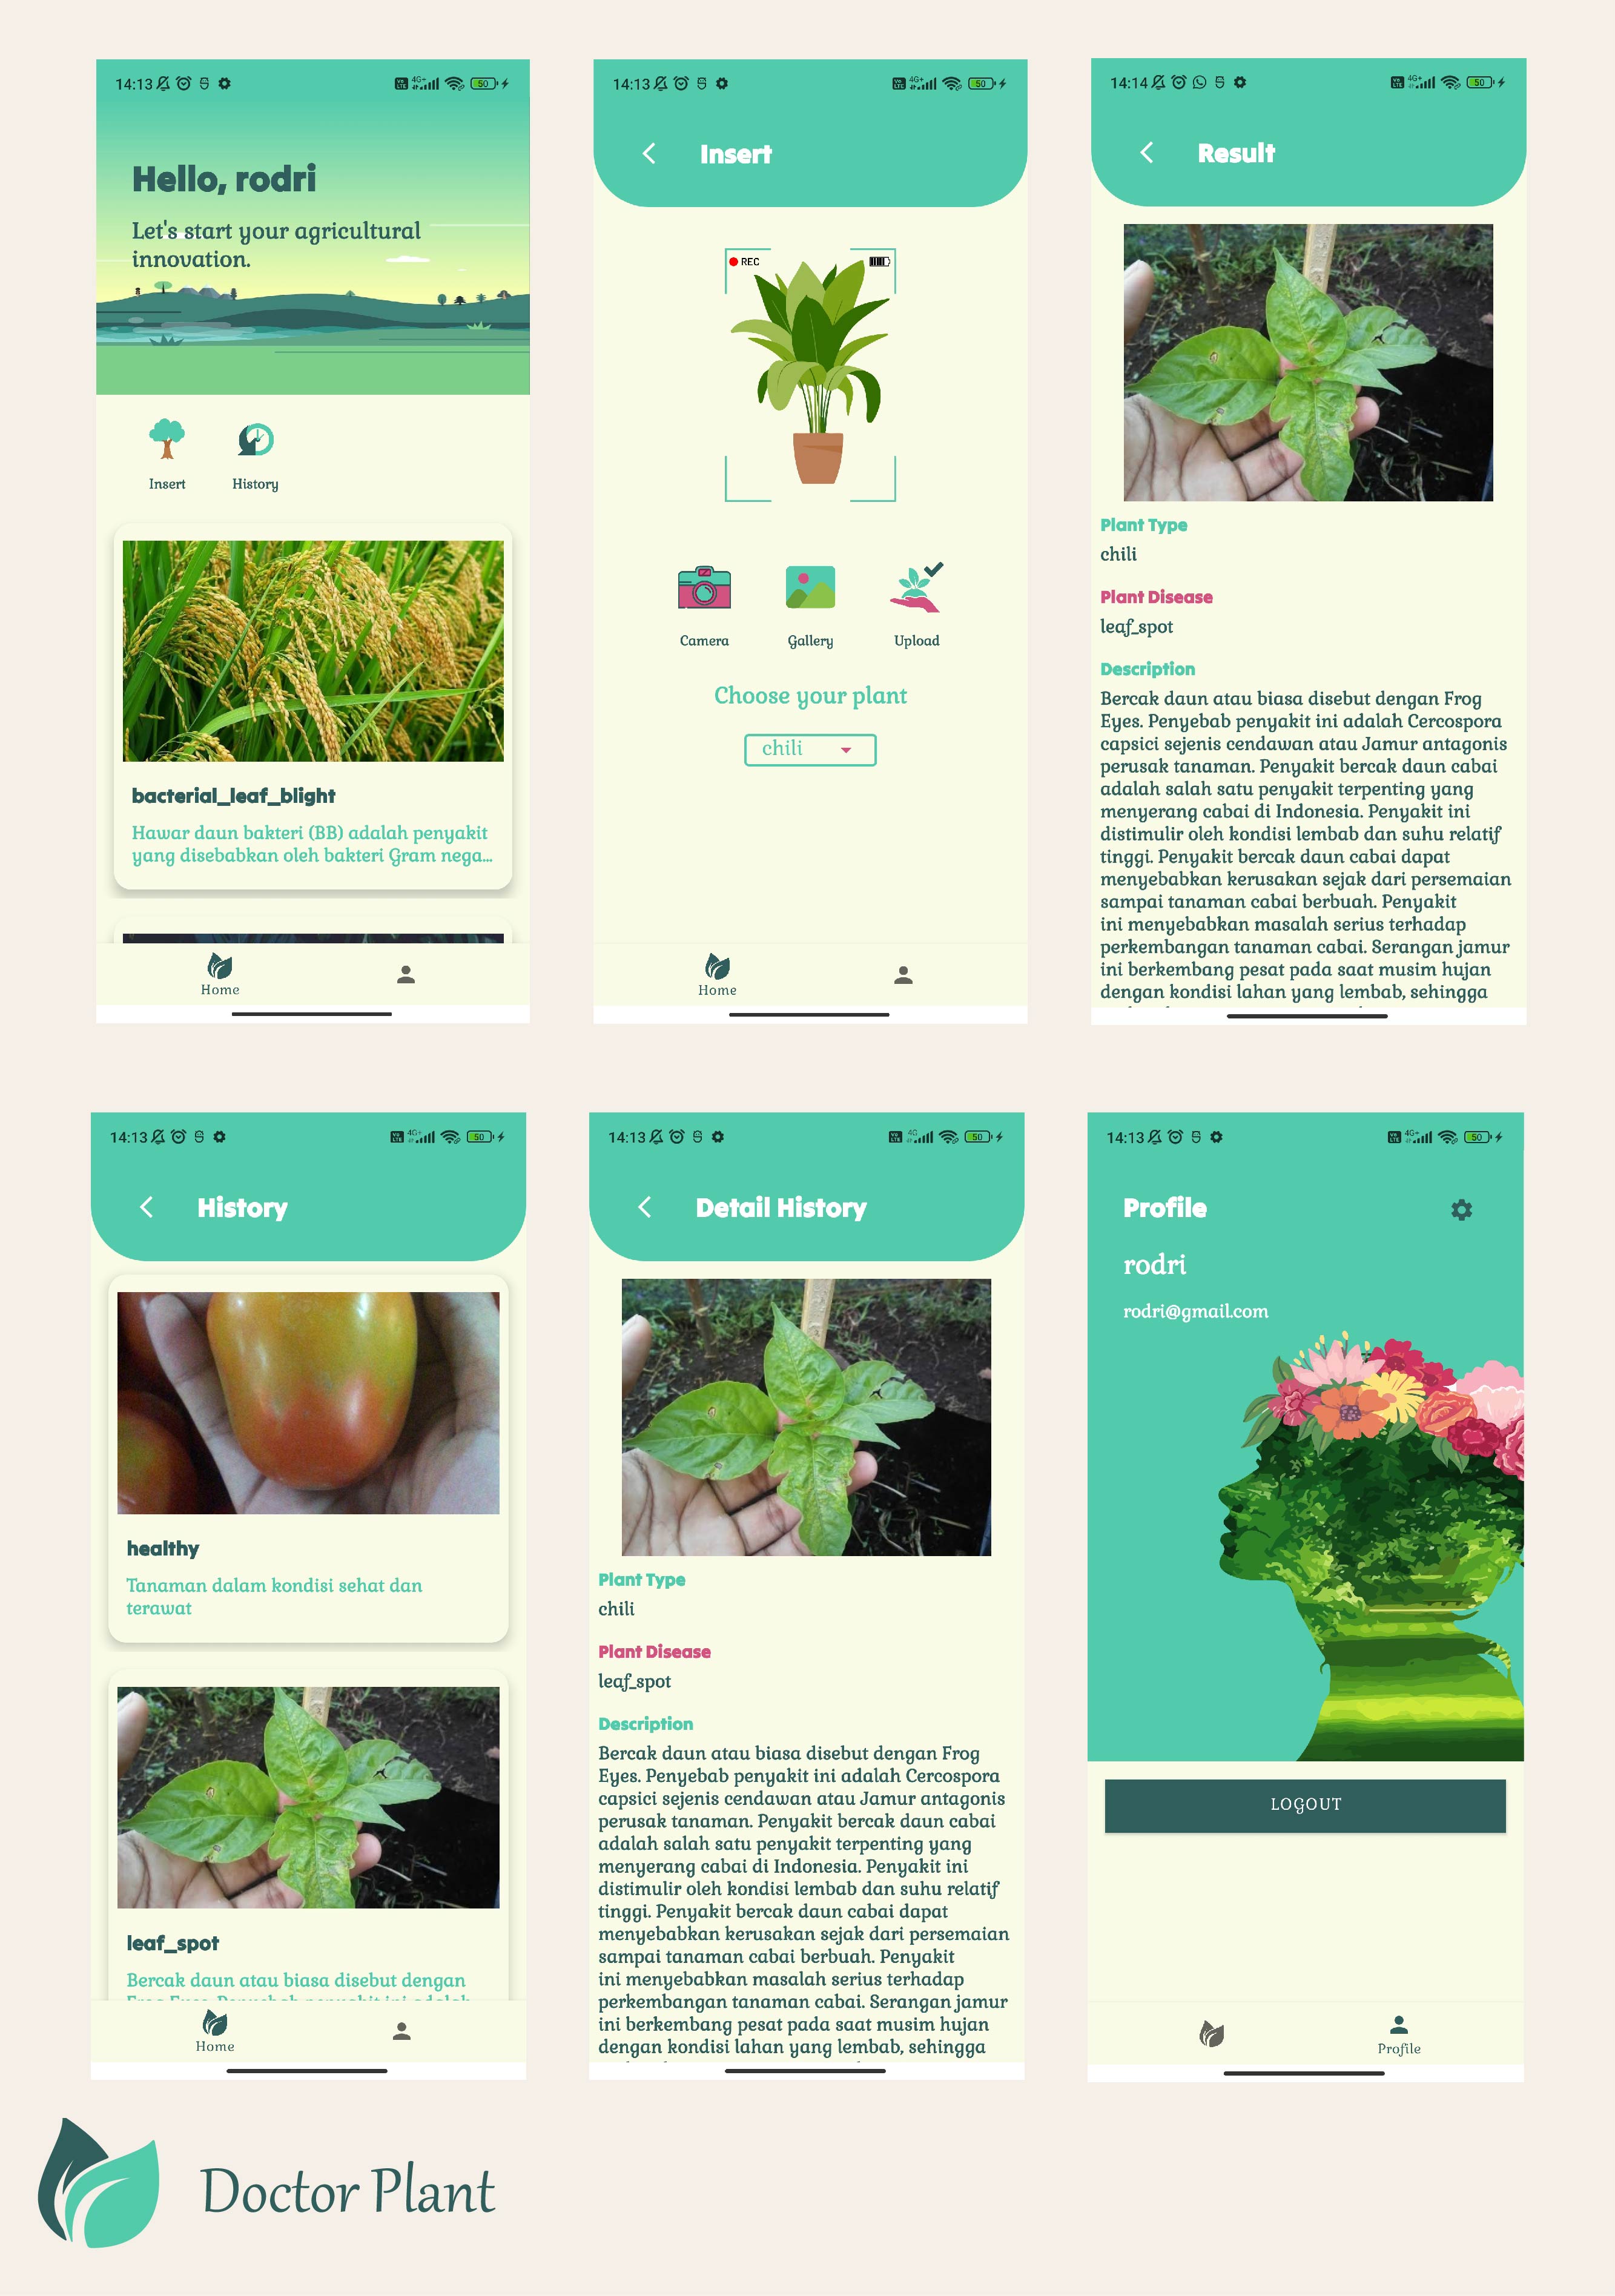 14:13
50
Hello, rodri
Let's start your agricultural
innovation.
Insert
History
bacterial_leaf_blight
Hawar daun bakteri (BB) adalah penyakit
yang disebabkan oleh bakteri Gram nega...
Home
14:13
50
Insert
REC
Camera
Gallery
Upload
Choose your plant
chili
Home
14:14
50
Result
Plant Type
chili
Plant Disease
leaf_spot
Description
Bercak daun atau biasa disebut dengan Frog
Eyes. Penyebab penyakit ini adalah Cercospora
capsici sejenis cendawan atau Jamur antagonis
perusak tanaman. Penyakit bercak daun cabai
adalah salah satu penyakit terpenting yang
menyerang cabai di Indonesia. Penyakit ini
distimulir oleh kondisi lembab dan suhu relatif
tinggi. Penyakit bercak daun cabai dapat
menyebabkan kerusakan sejak dari persemaian
sampai tanaman cabai berbuah. Penyakit
ini menyebabkan masalah serius terhadap
perkembangan tanaman cabai. Serangan jamur
ini berkembang pesat pada saat musim hujan
dengan kondisi lahan yang lembab, sehingga
14:13
50
History
healthy
Tanaman dalam kondisi sehat dan
terawat
leaf_spot
Bercak daun atau biasa disebut dengan
Frog Eyes. Penyebab penyakit ini adalah
Home
14:13
50
Detail History
Plant Type
chili
Plant Disease
leaf_spot
Description
Bercak daun atau biasa disebut dengan Frog
Eyes. Penyebab penyakit ini adalah Cercospora
capsici sejenis cendawan atau Jamur antagonis
perusak tanaman. Penyakit bercak daun cabai
adalah salah satu penyakit terpenting yang
menyerang cabai di Indonesia. Penyakit ini
distimulir oleh kondisi lembab dan suhu relatif
tinggi. Penyakit bercak daun cabai dapat
menyebabkan kerusakan sejak dari persemaian
sampai tanaman cabai berbuah. Penyakit
ini menyebabkan masalah serius terhadap
perkembangan tanaman cabai. Serangan jamur
ini berkembang pesat pada saat musim hujan
dengan kondisi lahan yang lembab, sehingga
14:13
50
Profile
rodri
rodri@gmail.com
LOGOUT
Profile
Doctor Plant